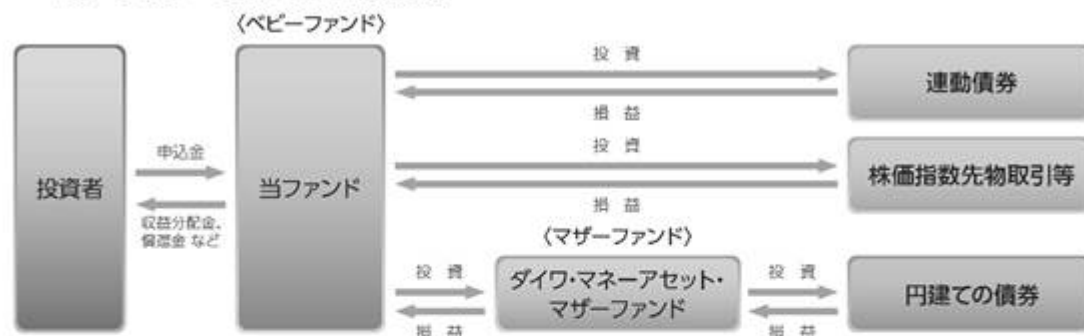 〈ベビーファンド〉
投資者
申込金
収益分配金、
償還金 など
当ファンド
投 資
損 益
連動債券
投 資
損 益
株価指数先物取引等
〈マザーファンド〉
投 資
損 益
ダイワ・マネーアセット・
マザーファンド
投 資
損 益
円建ての債券